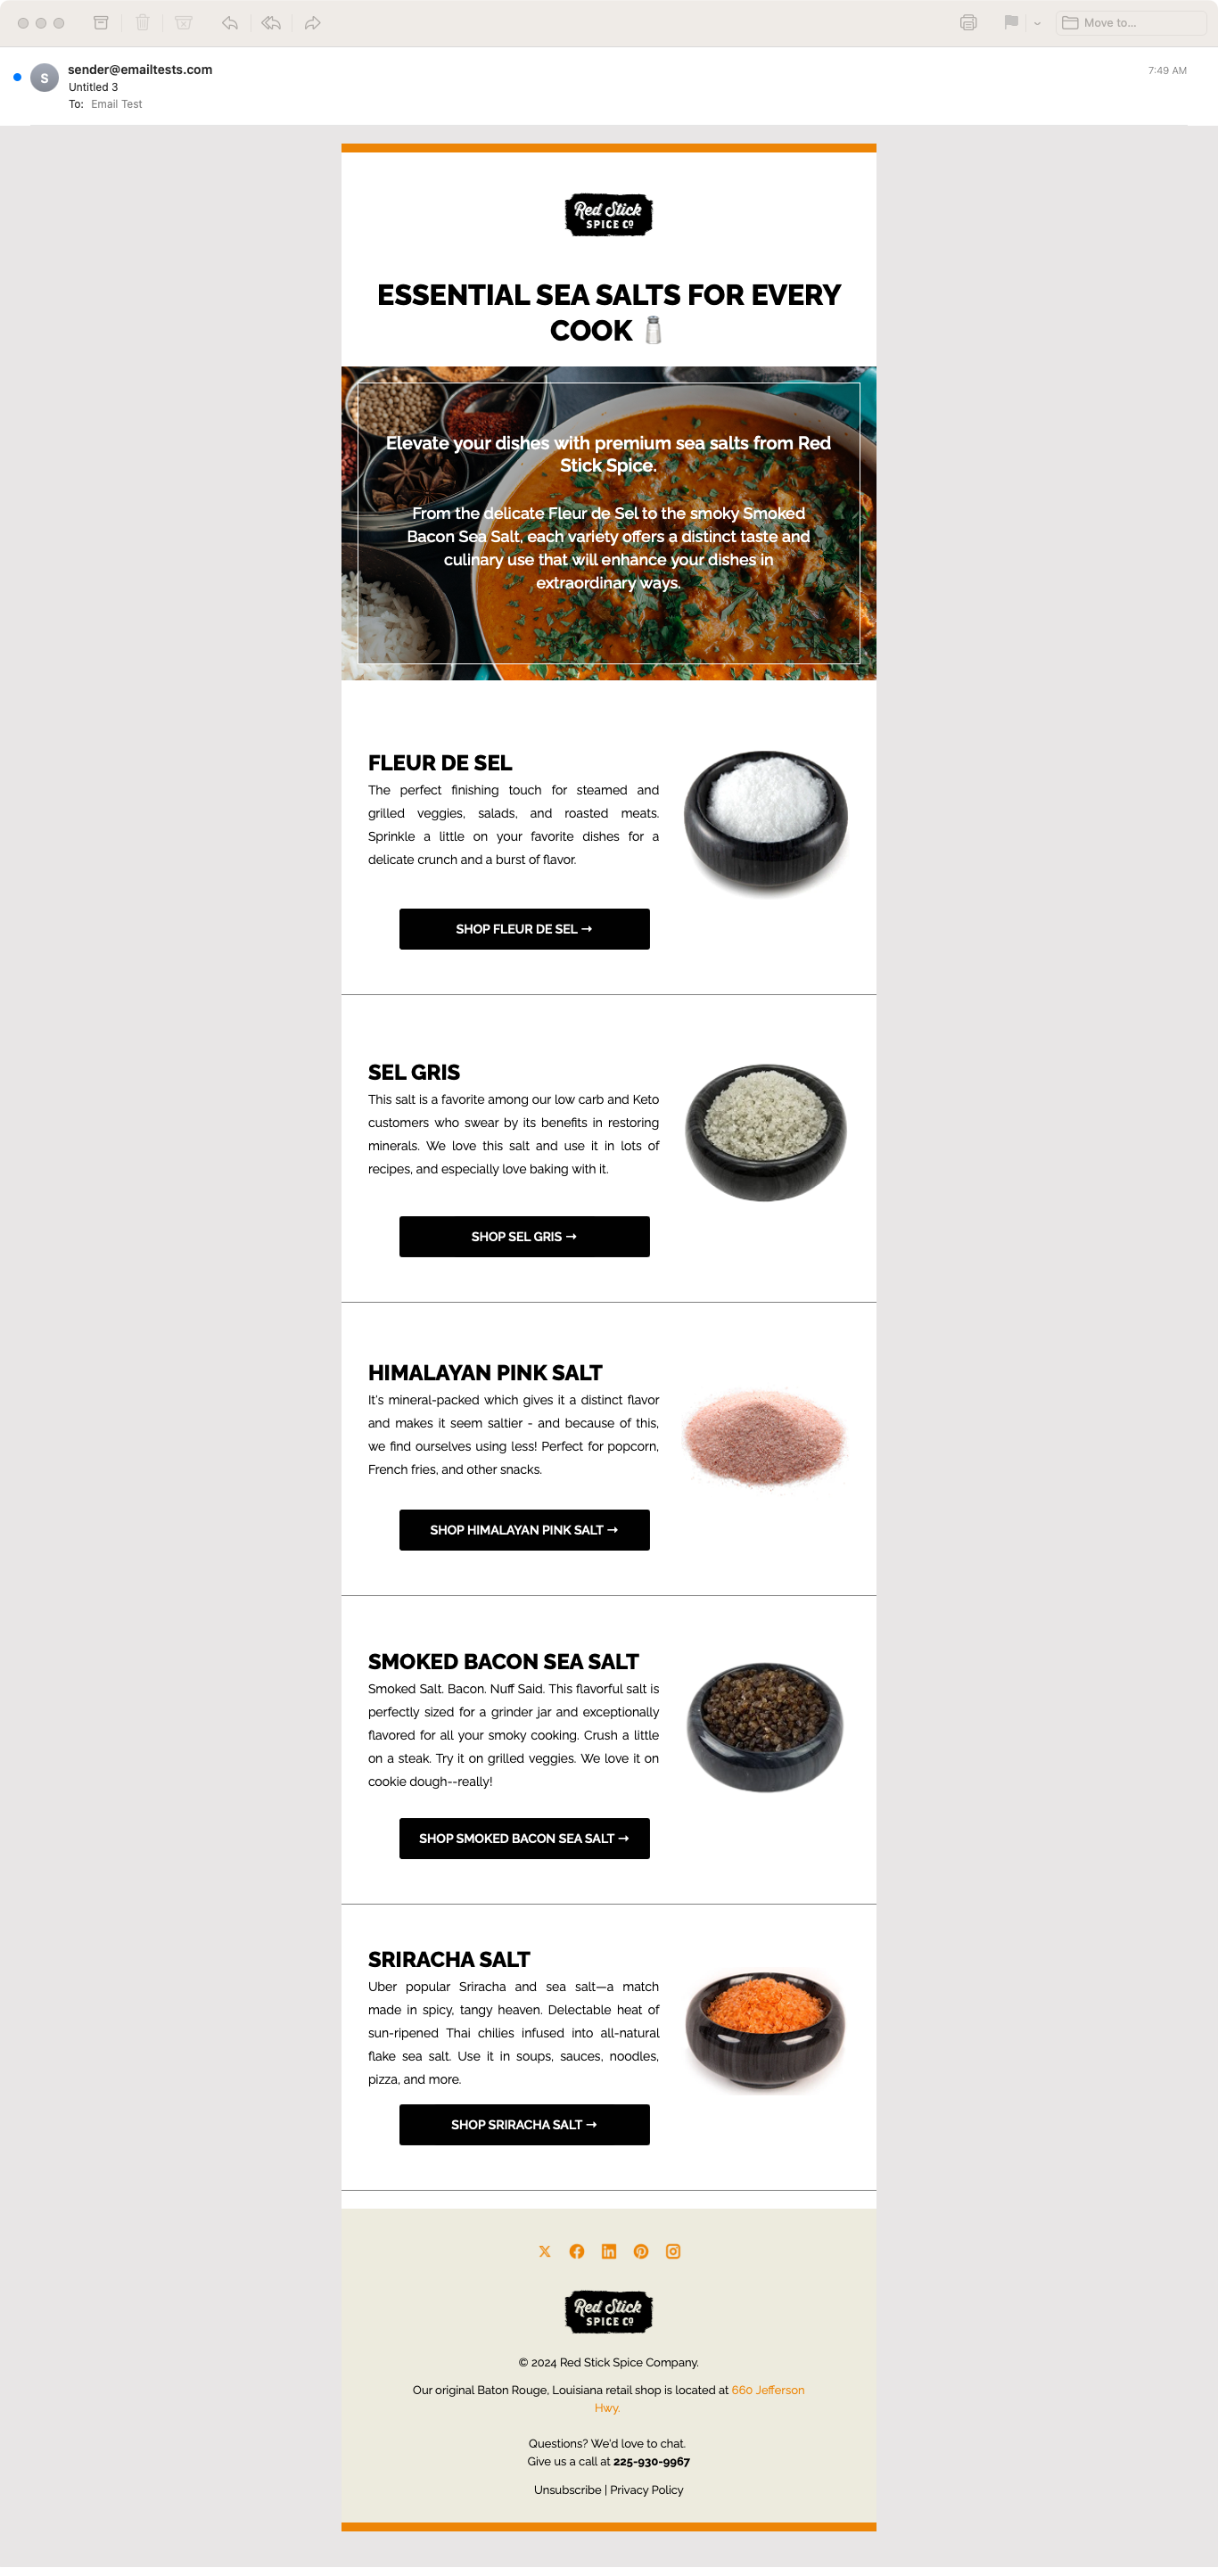 Move to...
sender@emailtests.com
7:49 AM
S
Untitled 3
To: Email Test
Red Stick
SPICE CO
ESSENTIAL SEA SALTS FOR EVERY
COOK 🧂
Elevate your dishes with premium sea salts from Red
Stick Spice.
From the delicate Fleur de Sel to the smoky Smoked
Bacon Sea Salt, each variety offers a distinct taste and
culinary use that will enhance your dishes in
extraordinary ways.
FLEUR DE SEL
The perfect finishing touch for steamed and
grilled veggies, salads, and roasted meats.
Sprinkle a little on your favorite dishes for a
delicate crunch and a burst of flavor.
SHOP FLEUR DE SEL →
SEL GRIS
This salt is a favorite among our low carb and Keto
customers who swear by its benefits in restoring
minerals. We love this salt and use it in lots of
recipes, and especially love baking with it.
SHOP SEL GRIS →
HIMALAYAN PINK SALT
It's mineral-packed which gives it a distinct flavor
and makes it seem saltier - and because of this,
we find ourselves using less! Perfect for popcorn,
French fries, and other snacks.
SHOP HIMALAYAN PINK SALT →
SMOKED BACON SEA SALT
Smoked Salt. Bacon. Nuff Said. This flavorful salt is
perfectly sized for a grinder jar and exceptionally
flavored for all your smoky cooking. Crush a little
on a steak. Try it on grilled veggies. We love it on
cookie dough--really!
SHOP SMOKED BACON SEA SALT →
SRIRACHA SALT
Uber popular Sriracha and sea salt—a match
made in spicy, tangy heaven. Delectable heat of
sun-ripened Thai chilies infused into all-natural
flake sea salt. Use it in soups, sauces, noodles,
pizza, and more.
SHOP SRIRACHA SALT →
Red Stick
SPICE CO
© 2024 Red Stick Spice Company.
Our original Baton Rouge, Louisiana retail shop is located at 660 Jefferson
Hwy.
Questions? We'd love to chat.
Give us a call at 225-930-9967
Unsubscribe | Privacy Policy